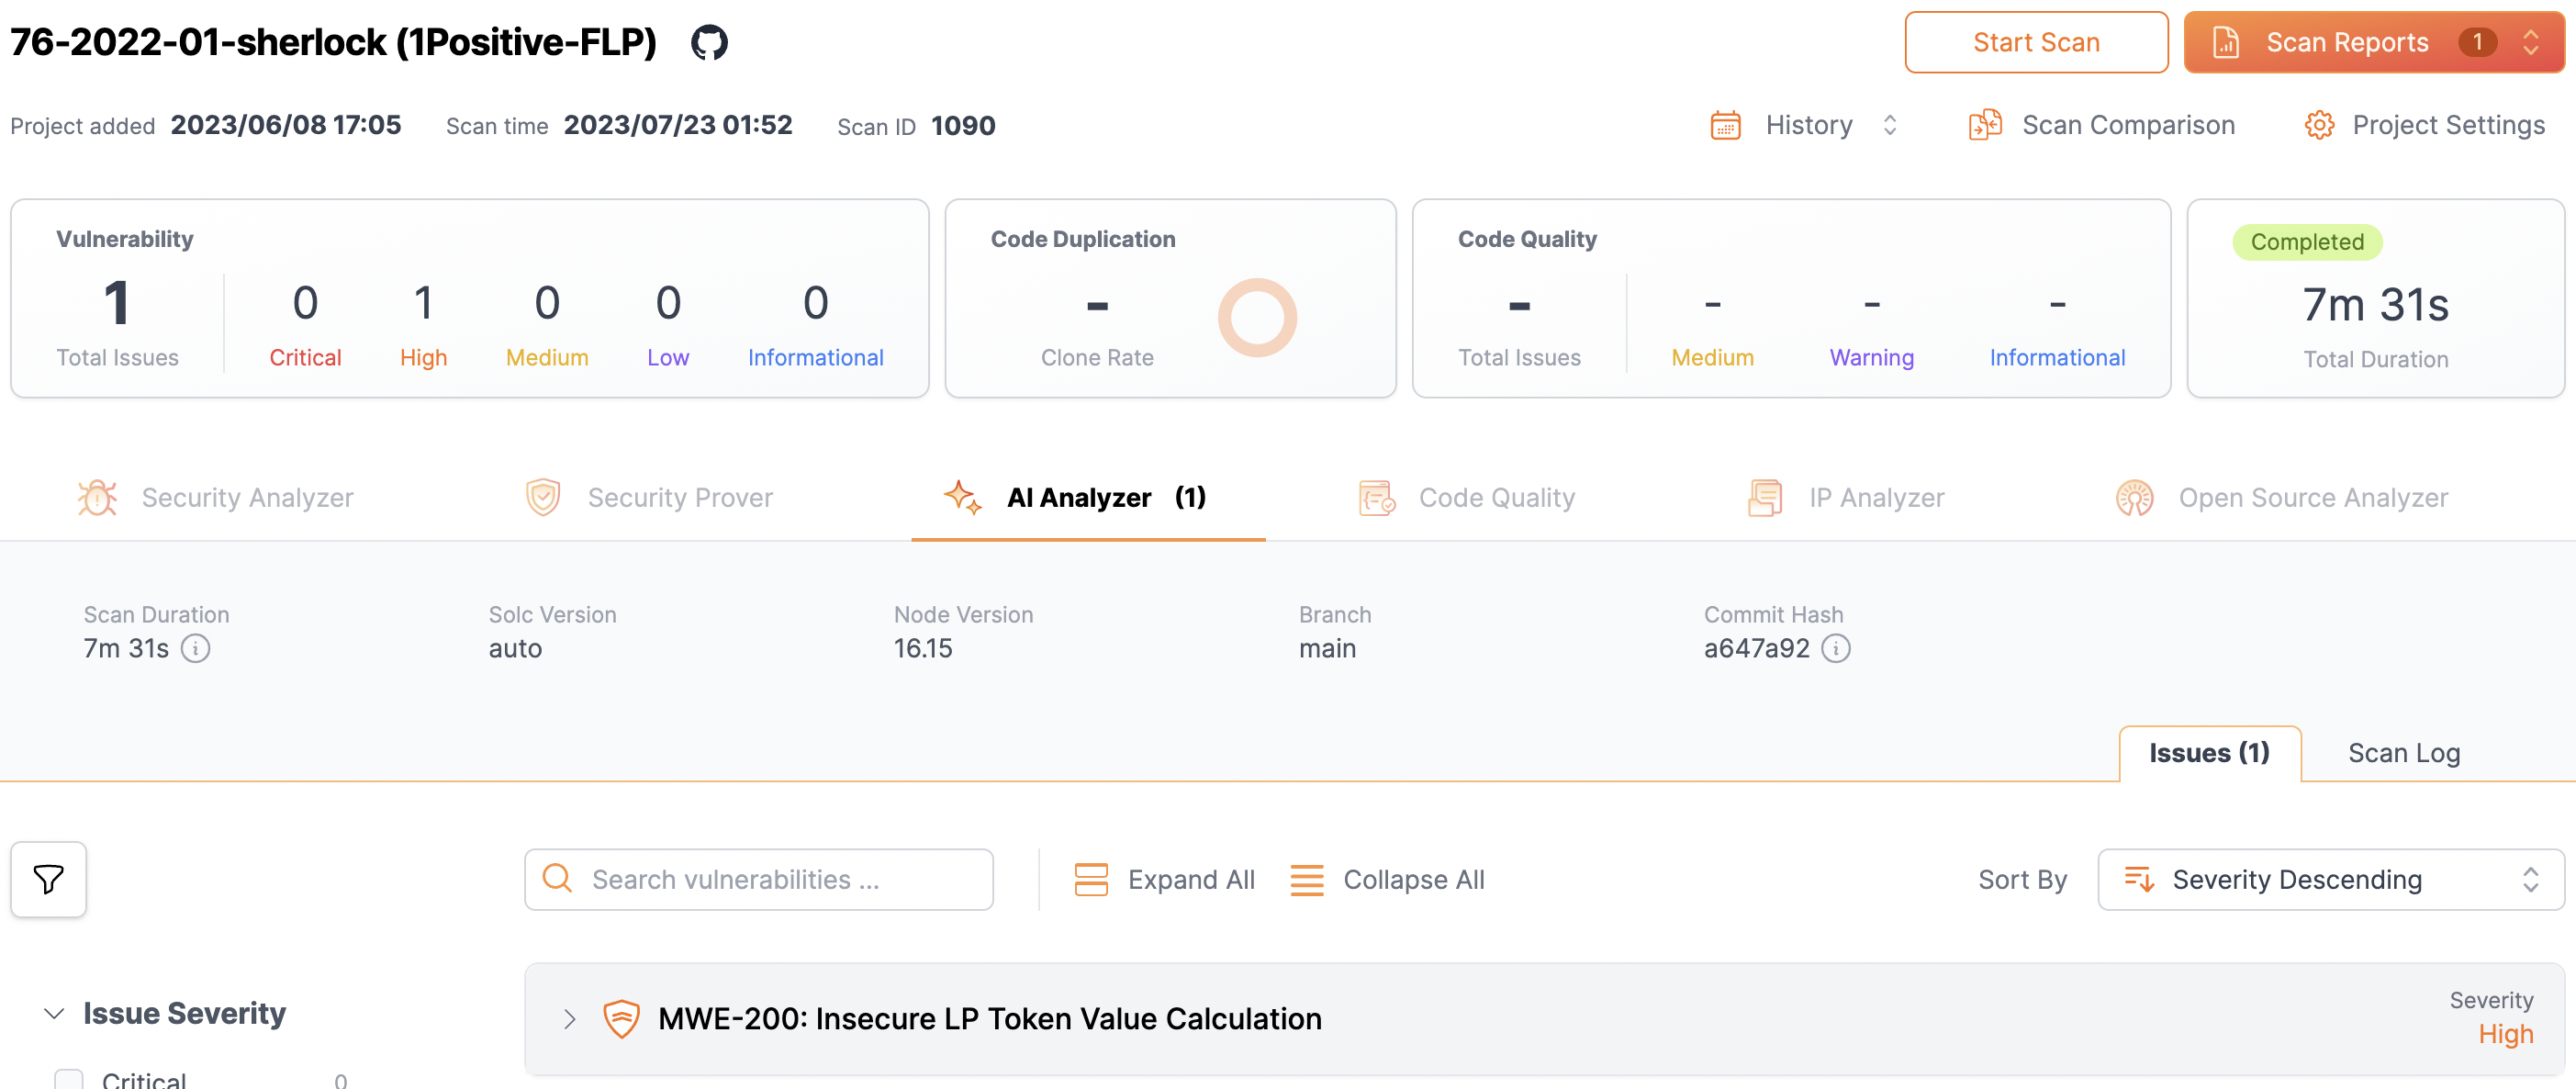 76-2022-01-sherlock (1Positive-FLP)
Start Scan
Scan Reports 1
Project added 2023/06/08 17:05 Scan time 2023/07/23 01:52 Scan ID 1090
History
Scan Comparison
Project Settings
Vulnerability
1 0 1 0 0 0
Total Issues Critical High Medium Low Informational
Code Duplication
-
Clone Rate
Code Quality
- - - -
Total Issues Medium Warning Informational
Completed
7m 31s
Total Duration
Security Analyzer
Security Prover
AI Analyzer (1)
Code Quality
IP Analyzer
Open Source Analyzer
Scan Duration Solc Version Node Version Branch Commit Hash
7m 31s auto 16.15 main a647a92
Issues (1) Scan Log
Search vulnerabilities ...
Expand All
Collapse All
Sort By
Severity Descending
Issue Severity
Critical 0
MWE-200: Insecure LP Token Value Calculation
Severity
High